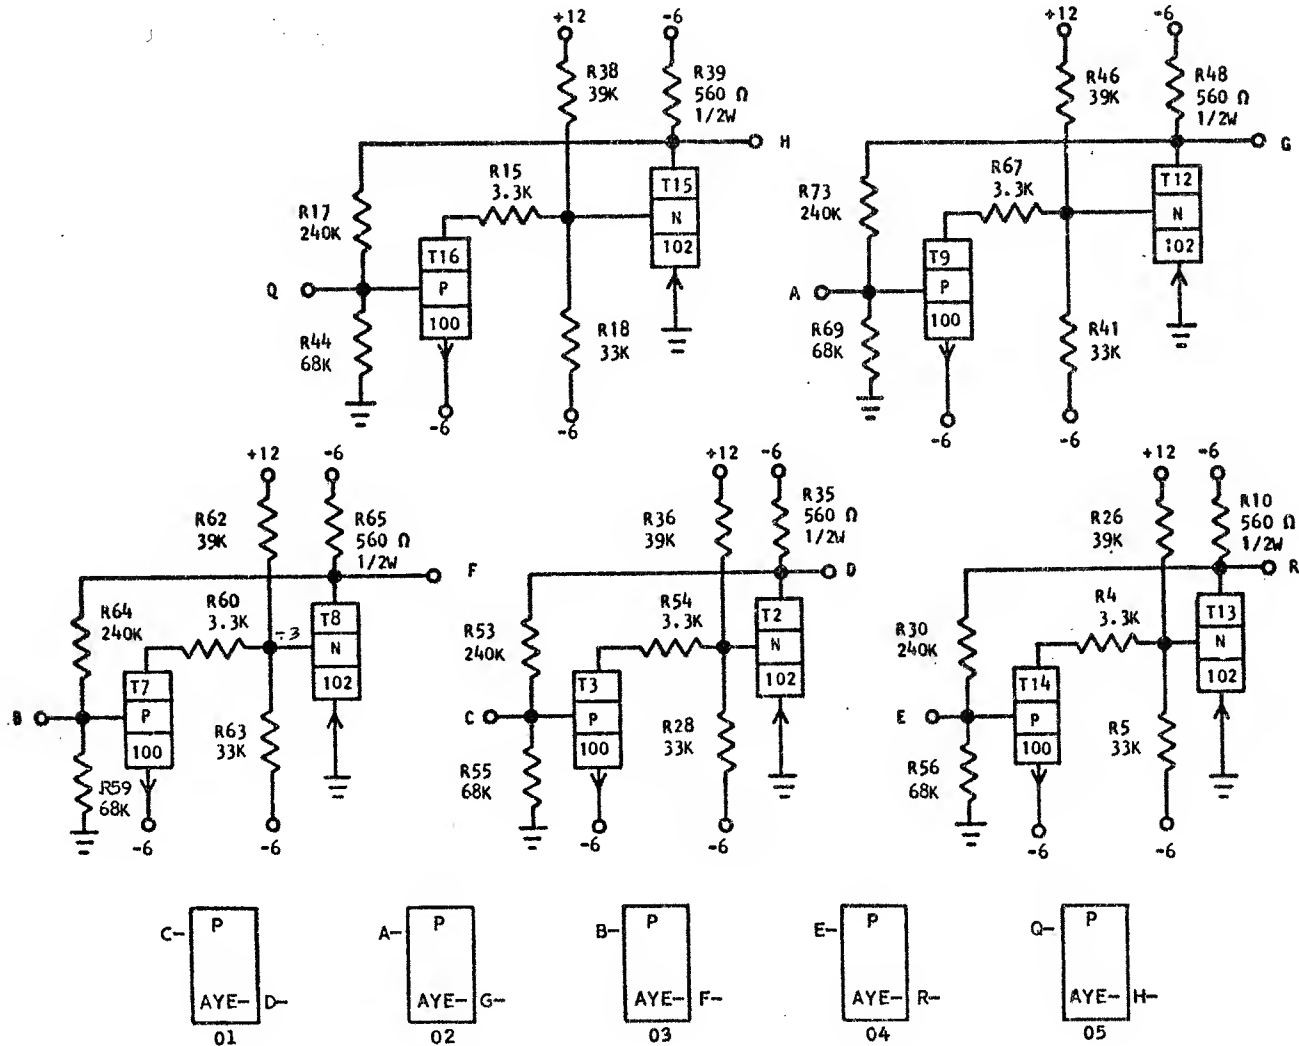 +12
-6
R38
39K
R39
560 Ω
1/2W
H
R15
3.3K
T15
N
102
R17
240K
T16
P
100
Q
R44
68K
R18
33K
-6
-6
+12
-6
R46
39K
R48
560 Ω
1/2W
G
R67
3.3K
T12
N
102
R73
240K
T9
P
100
A
R69
68K
R41
33K
-6
-6
+12
-6
R62
39K
R65
560 Ω
1/2W
F
R60
3.3K
-3
T8
N
102
R64
240K
T7
P
100
B
R63
33K
R59
68K
-6
-6
+12
-6
R36
39K
R35
560 Ω
1/2W
D
R54
3.3K
T2
N
102
R53
240K
T3
P
100
C
R28
33K
R55
68K
-6
-6
+12
-6
R26
39K
R10
560 Ω
1/2W
R
R4
3.3K
T13
N
102
R30
240K
T14
P
100
E
R5
33K
R56
68K
-6
-6
P
C-
AYE- D-
01
P
A-
AYE- G-
02
P
B-
AYE- F-
03
P
E-
AYE- R-
04
P
Q-
AYE- H-
05